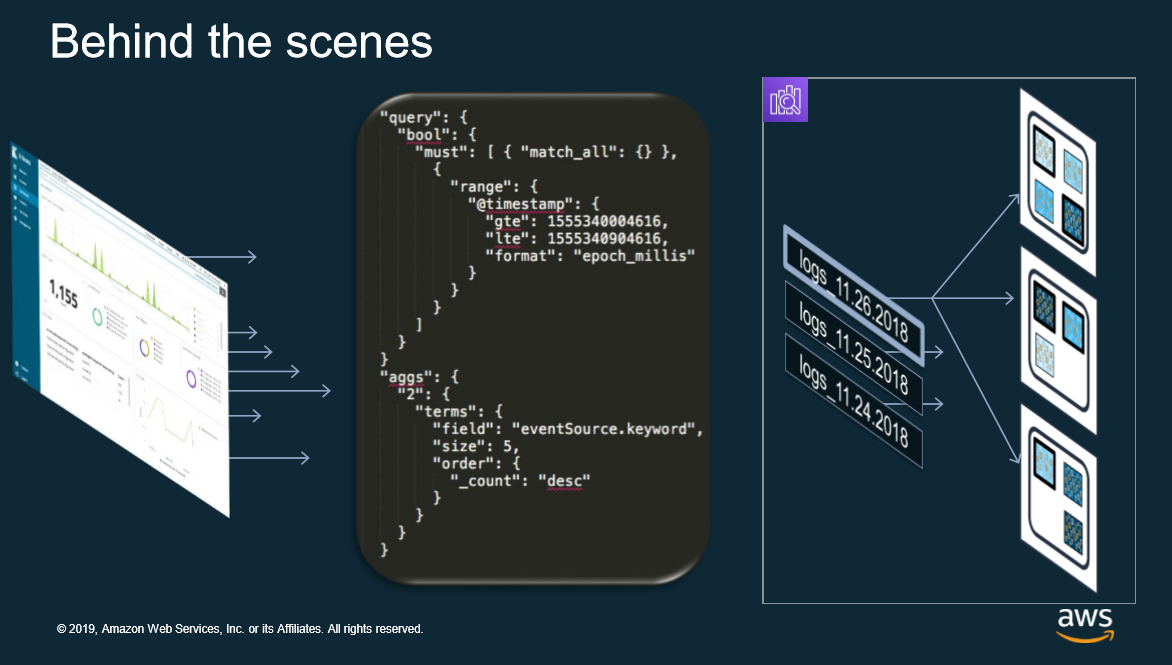 Behind the scenes
1,155
"query": {
"bool": {
"must": [ { "match_all": {} },
{
"range": {
"@timestamp": {
"gte": 1555340004616,
"lte": 1555340904616,
"format": "epoch_millis"
}
}
}
]
}
}
"aggs": {
"2": {
"terms": {
"field": "eventSource.keyword",
"size": 5,
"order": {
"_count": "desc"
}
}
}
}
logs_11.26.2018
logs_11.25.2018
logs_11.24.2018
© 2019, Amazon Web Services, Inc. or its Affiliates. All rights reserved.
aws